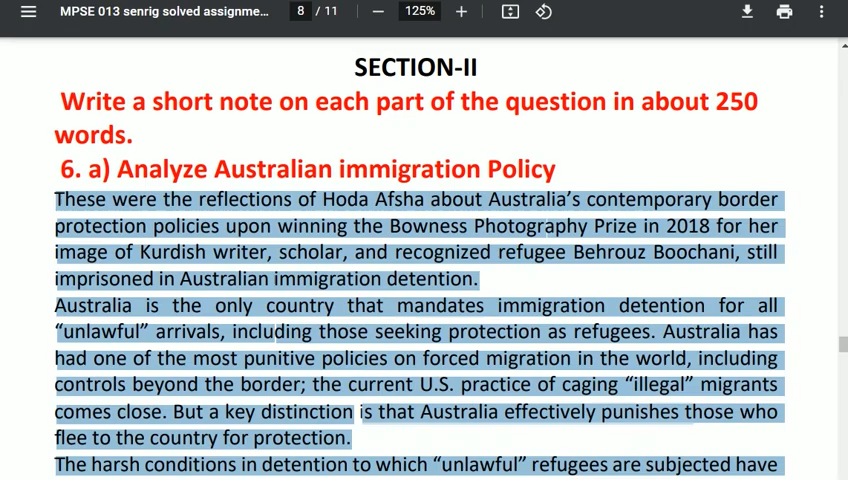 MPSE 013 senrig solved assignme... 8 / 11 125%
SECTION-II
Write a short note on each part of the question in about 250
words.
6. a) Analyze Australian immigration Policy
These were the reflections of Hoda Afsha about Australia’s contemporary border
protection policies upon winning the Bowness Photography Prize in 2018 for her
image of Kurdish writer, scholar, and recognized refugee Behrouz Boochani, still
imprisoned in Australian immigration detention.
Australia is the only country that mandates immigration detention for all
“unlawful” arrivals, including those seeking protection as refugees. Australia has
had one of the most punitive policies on forced migration in the world, including
controls beyond the border; the current U.S. practice of caging “illegal” migrants
comes close. But a key distinction is that Australia effectively punishes those who
flee to the country for protection.
The harsh conditions in detention to which “unlawful” refugees are subjected have